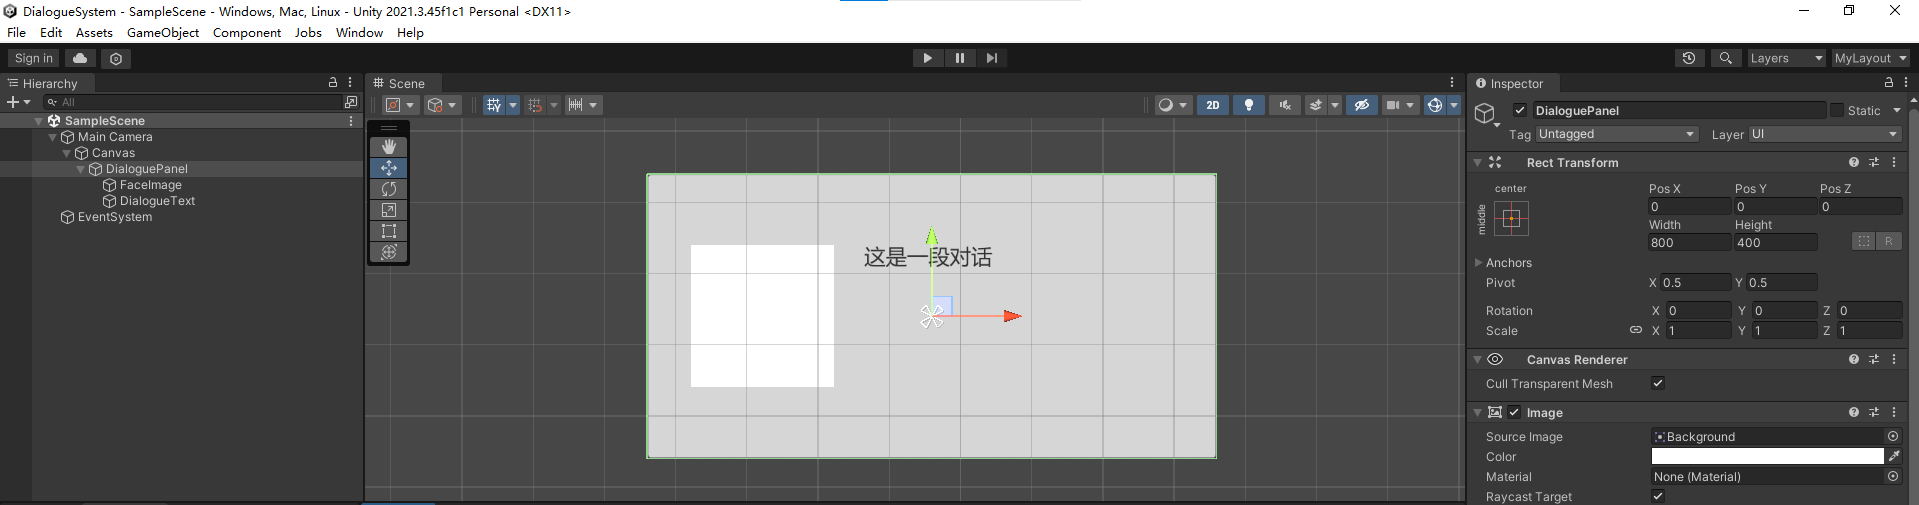 DialogueSystem - SampleScene - Windows, Mac, Linux - Unity 2021.3.45f1c1 Personal <DX11>
File Edit Assets GameObject Component Jobs Window Help
Sign in
Layers
MyLayout
Hierarchy
All
SampleScene
Main Camera
Canvas
DialoguePanel
FaceImage
DialogueText
EventSystem
Scene
2D
这是一段对话
Inspector
DialoguePanel Static
Tag Untagged Layer UI
Rect Transform
center
middle
Pos X Pos Y Pos Z
0 0 0
Width Height
800 400
R
Anchors
Pivot X 0.5 Y 0.5
Rotation X 0 Y 0 Z 0
Scale X 1 Y 1 Z 1
Canvas Renderer
Cull Transparent Mesh
Image
Source Image Background
Color
Material None (Material)
Raycast Target